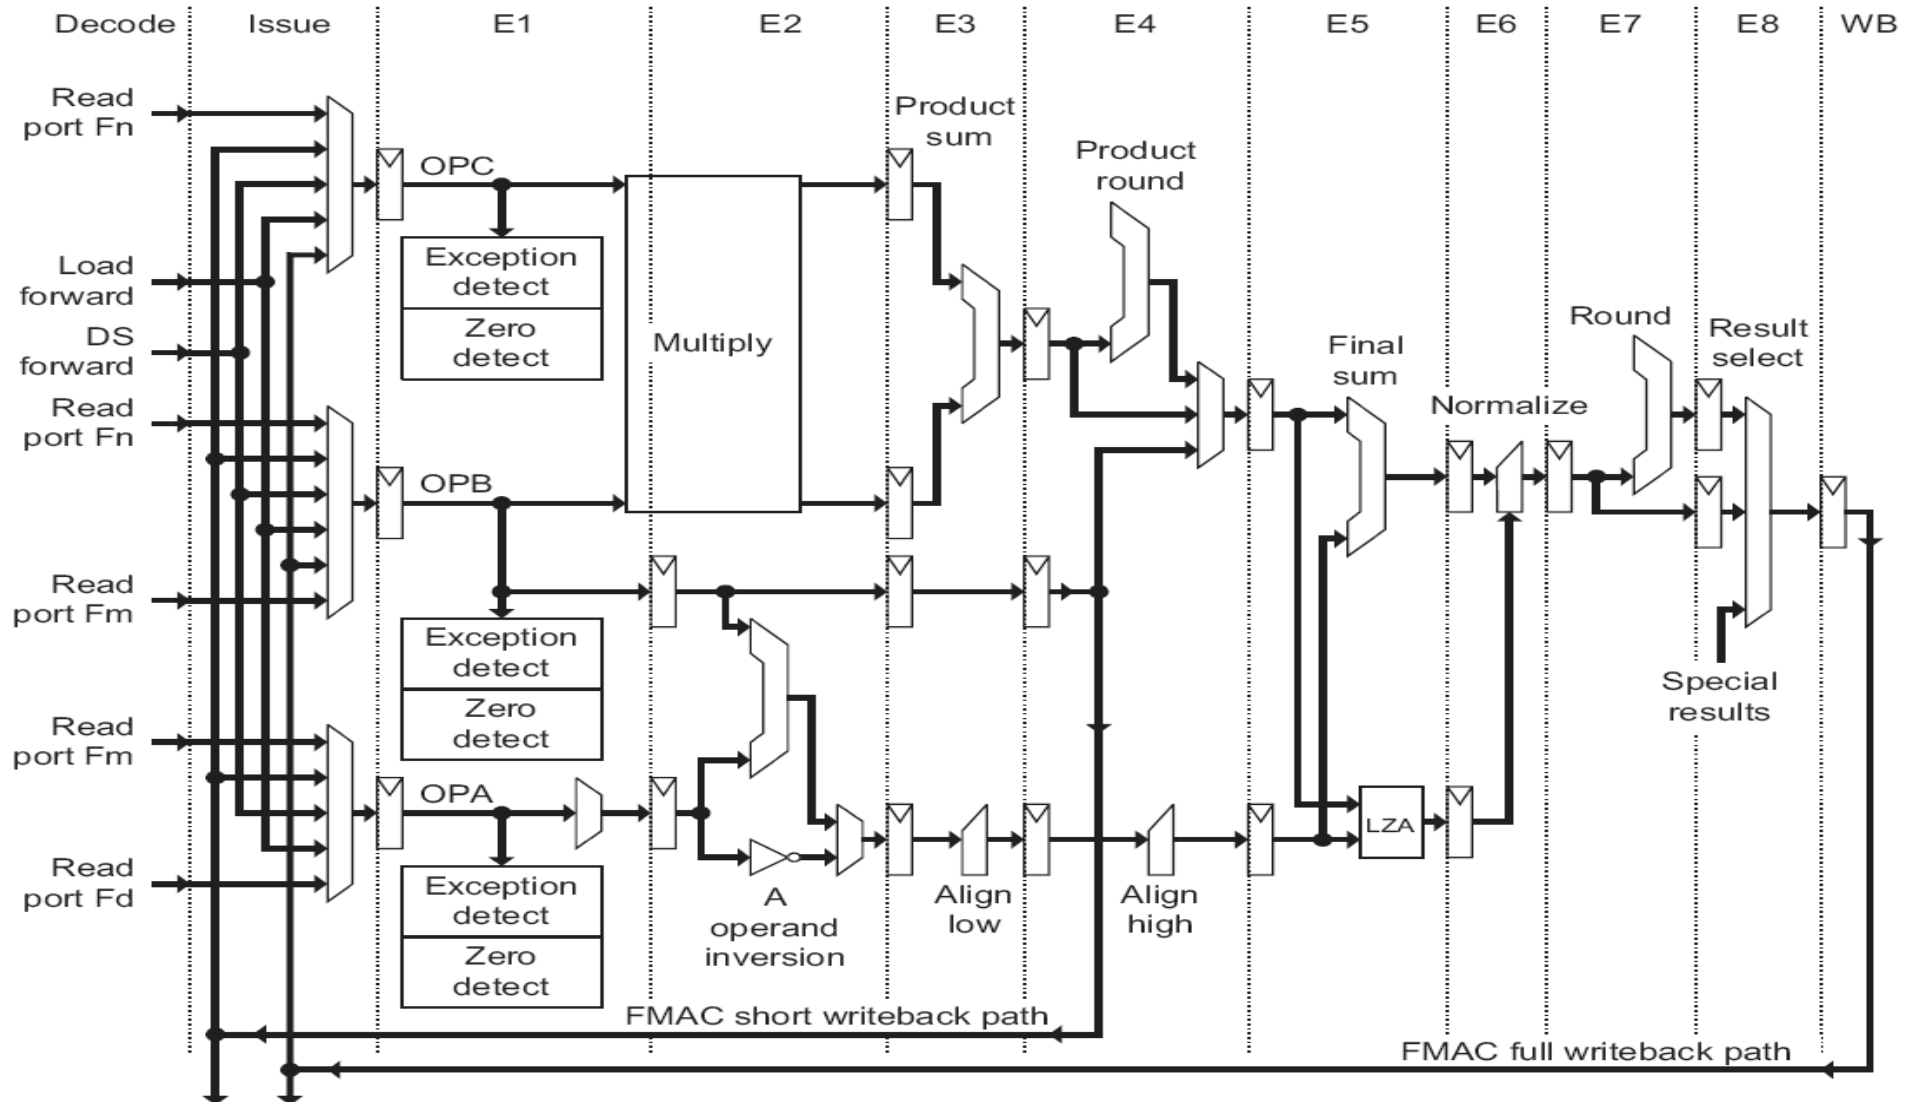 Decode
Issue
E1
E2
E3
E4
E5
E6
E7
E8
WB
Read
port Fn
Load
forward
DS
forward
Read
port Fn
Read
port Fm
Read
port Fm
Read
port Fd
OPC
Exception
detect
Zero
detect
OPB
Exception
detect
Zero
detect
OPA
Exception
detect
Zero
detect
Multiply
A
operand
inversion
Product
sum
Align
low
Product
round
Align
high
Final
sum
LZA
Normalize
Round
Result
select
Special
results
FMAC short writeback path
FMAC full writeback path